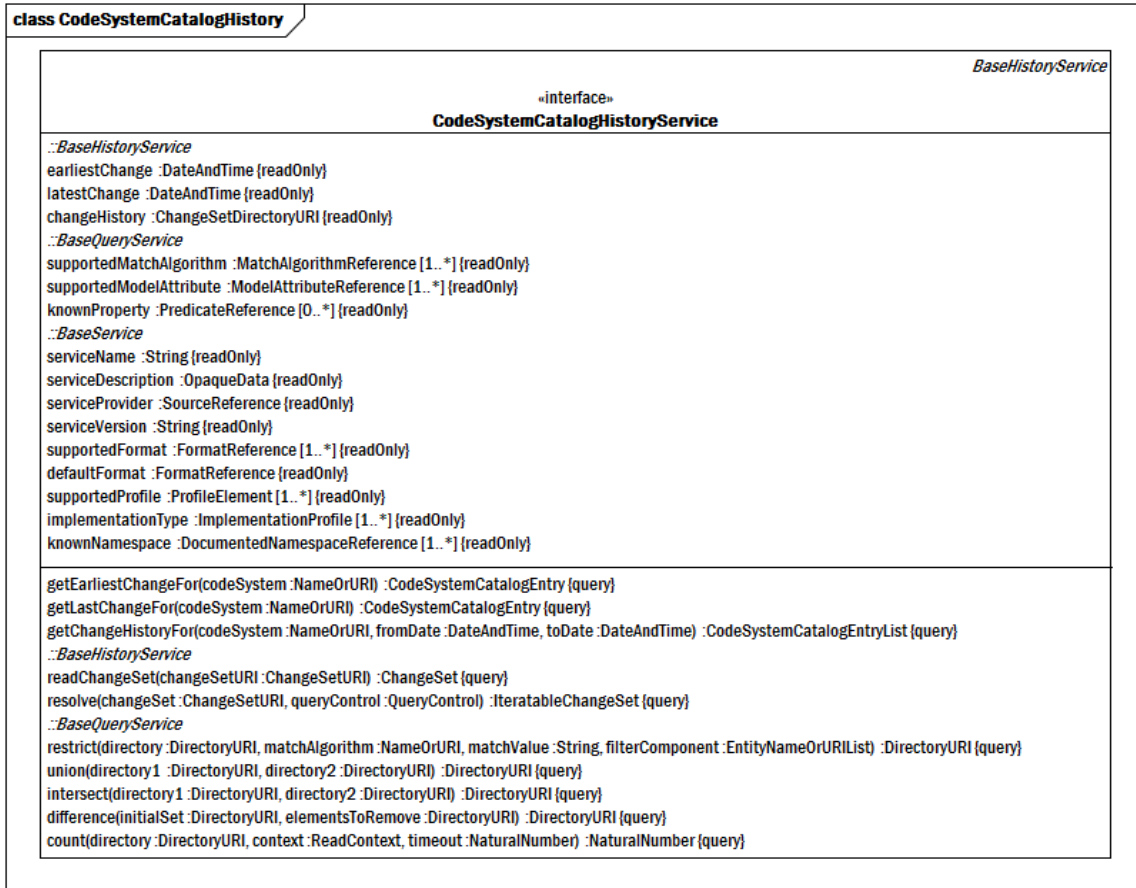 class CodeSystemCatalogHistory
BaseHistoryService
«interface»
CodeSystemCatalogHistoryService
::BaseHistoryService
earliestChange :DateAndTime {readOnly}
latestChange :DateAndTime {readOnly}
changeHistory :ChangeSetDirectoryURI {readOnly}
::BaseQueryService
supportedMatchAlgorithm :MatchAlgorithmReference [1..*] {readOnly}
supportedModelAttribute :ModelAttributeReference [1..*] {readOnly}
knownProperty :PredicateReference [0..*] {readOnly}
::BaseService
serviceName :String {readOnly}
serviceDescription :OpaqueData {readOnly}
serviceProvider :SourceReference {readOnly}
serviceVersion :String {readOnly}
supportedFormat :FormatReference [1..*] {readOnly}
defaultFormat :FormatReference {readOnly}
supportedProfile :ProfileElement [1..*] {readOnly}
implementationType :ImplementationProfile [1..*] {readOnly}
knownNamespace :DocumentedNamespaceReference [1..*] {readOnly}
getEarliestChangeFor(codeSystem :NameOrURI) :CodeSystemCatalogEntry {query}
getLastChangeFor(codeSystem :NameOrURI) :CodeSystemCatalogEntry {query}
getChangeHistoryFor(codeSystem :NameOrURI, fromDate :DateAndTime, toDate :DateAndTime) :CodeSystemCatalogEntryList {query}
::BaseHistoryService
readChangeSet(changeSetURI :ChangeSetURI) :ChangeSet {query}
resolve(changeSet :ChangeSetURI, queryControl :QueryControl) :IteratableChangeSet {query}
::BaseQueryService
restrict(directory :DirectoryURI, matchAlgorithm :NameOrURI, matchValue :String, filterComponent :EntityNameOrURIList) :DirectoryURI {query}
union(directory1 :DirectoryURI, directory2 :DirectoryURI) :DirectoryURI {query}
intersect(directory1 :DirectoryURI, directory2 :DirectoryURI) :DirectoryURI {query}
difference(initialSet :DirectoryURI, elementsToRemove :DirectoryURI) :DirectoryURI {query}
count(directory :DirectoryURI, context :ReadContext, timeout :NaturalNumber) :NaturalNumber {query}